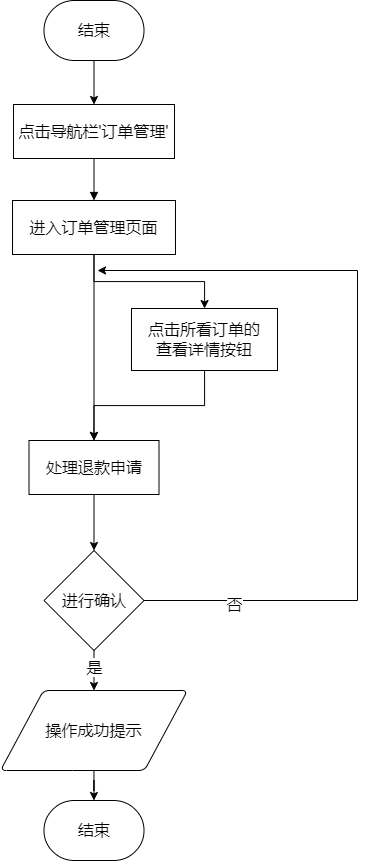 结束
点击导航栏'订单管理'
进入订单管理页面
点击所看订单的
查看详情按钮
处理退款申请
进行确认
否
是
操作成功提示
结束